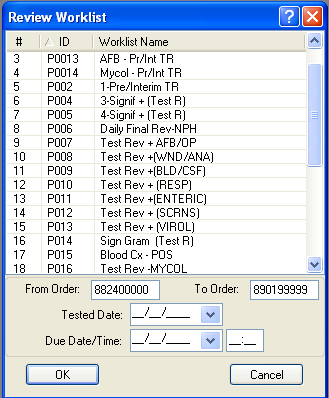 Review Worklist
# ID Worklist Name
3 P0013 AFB - Pr/Int TR
4 P0014 Mycol - Pr/Int TR
5 P002 1-Pre/Interim TR
6 P004 3-Signif + (Test R)
7 P005 4-Signif + (Test R)
8 P006 Daily Final Rev-NPH
9 P007 Test Rev +AFB/OP
10 P008 Test Rev +(WND/ANA)
11 P009 Test Rev +(BLD/CSF)
12 P010 Test Rev + (RESP)
13 P011 Test Rev +(ENTERIC)
14 P012 Test Rev + (SCRNS)
15 P013 Test Rev + (VIROL)
16 P014 Sign Gram (Test R)
17 P015 Blood Cx - POS
18 P016 Test Rev -MYCOL
From Order: 882400000 To Order: 890199999
Tested Date: __/__/____
Due Date/Time: __/__/____ __:__
OK Cancel